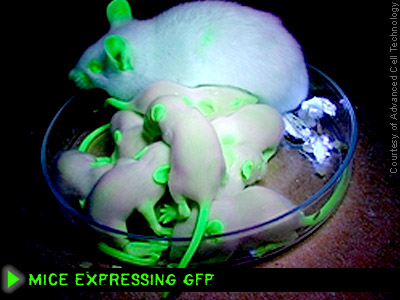 Courtesy of Advanced Cell Technology
MICE EXPRESSING GFP